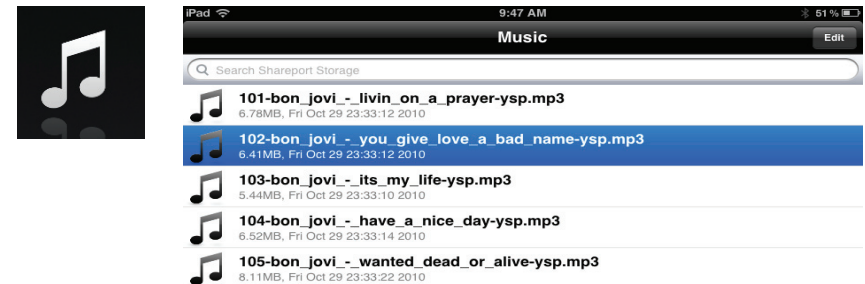 iPad 9:47 AM 51 %
Music
Edit
Search Shareport Storage
101-bon_jovi_-_livin_on_a_prayer-ysp.mp3
6.78MB, Fri Oct 29 23:33:12 2010
102-bon_jovi_-_you_give_love_a_bad_name-ysp.mp3
6.41MB, Fri Oct 29 23:33:12 2010
103-bon_jovi_-_its_my_life-ysp.mp3
5.44MB, Fri Oct 29 23:33:10 2010
104-bon_jovi_-_have_a_nice_day-ysp.mp3
6.52MB, Fri Oct 29 23:33:14 2010
105-bon_jovi_-_wanted_dead_or_alive-ysp.mp3
8.11MB, Fri Oct 29 23:33:22 2010